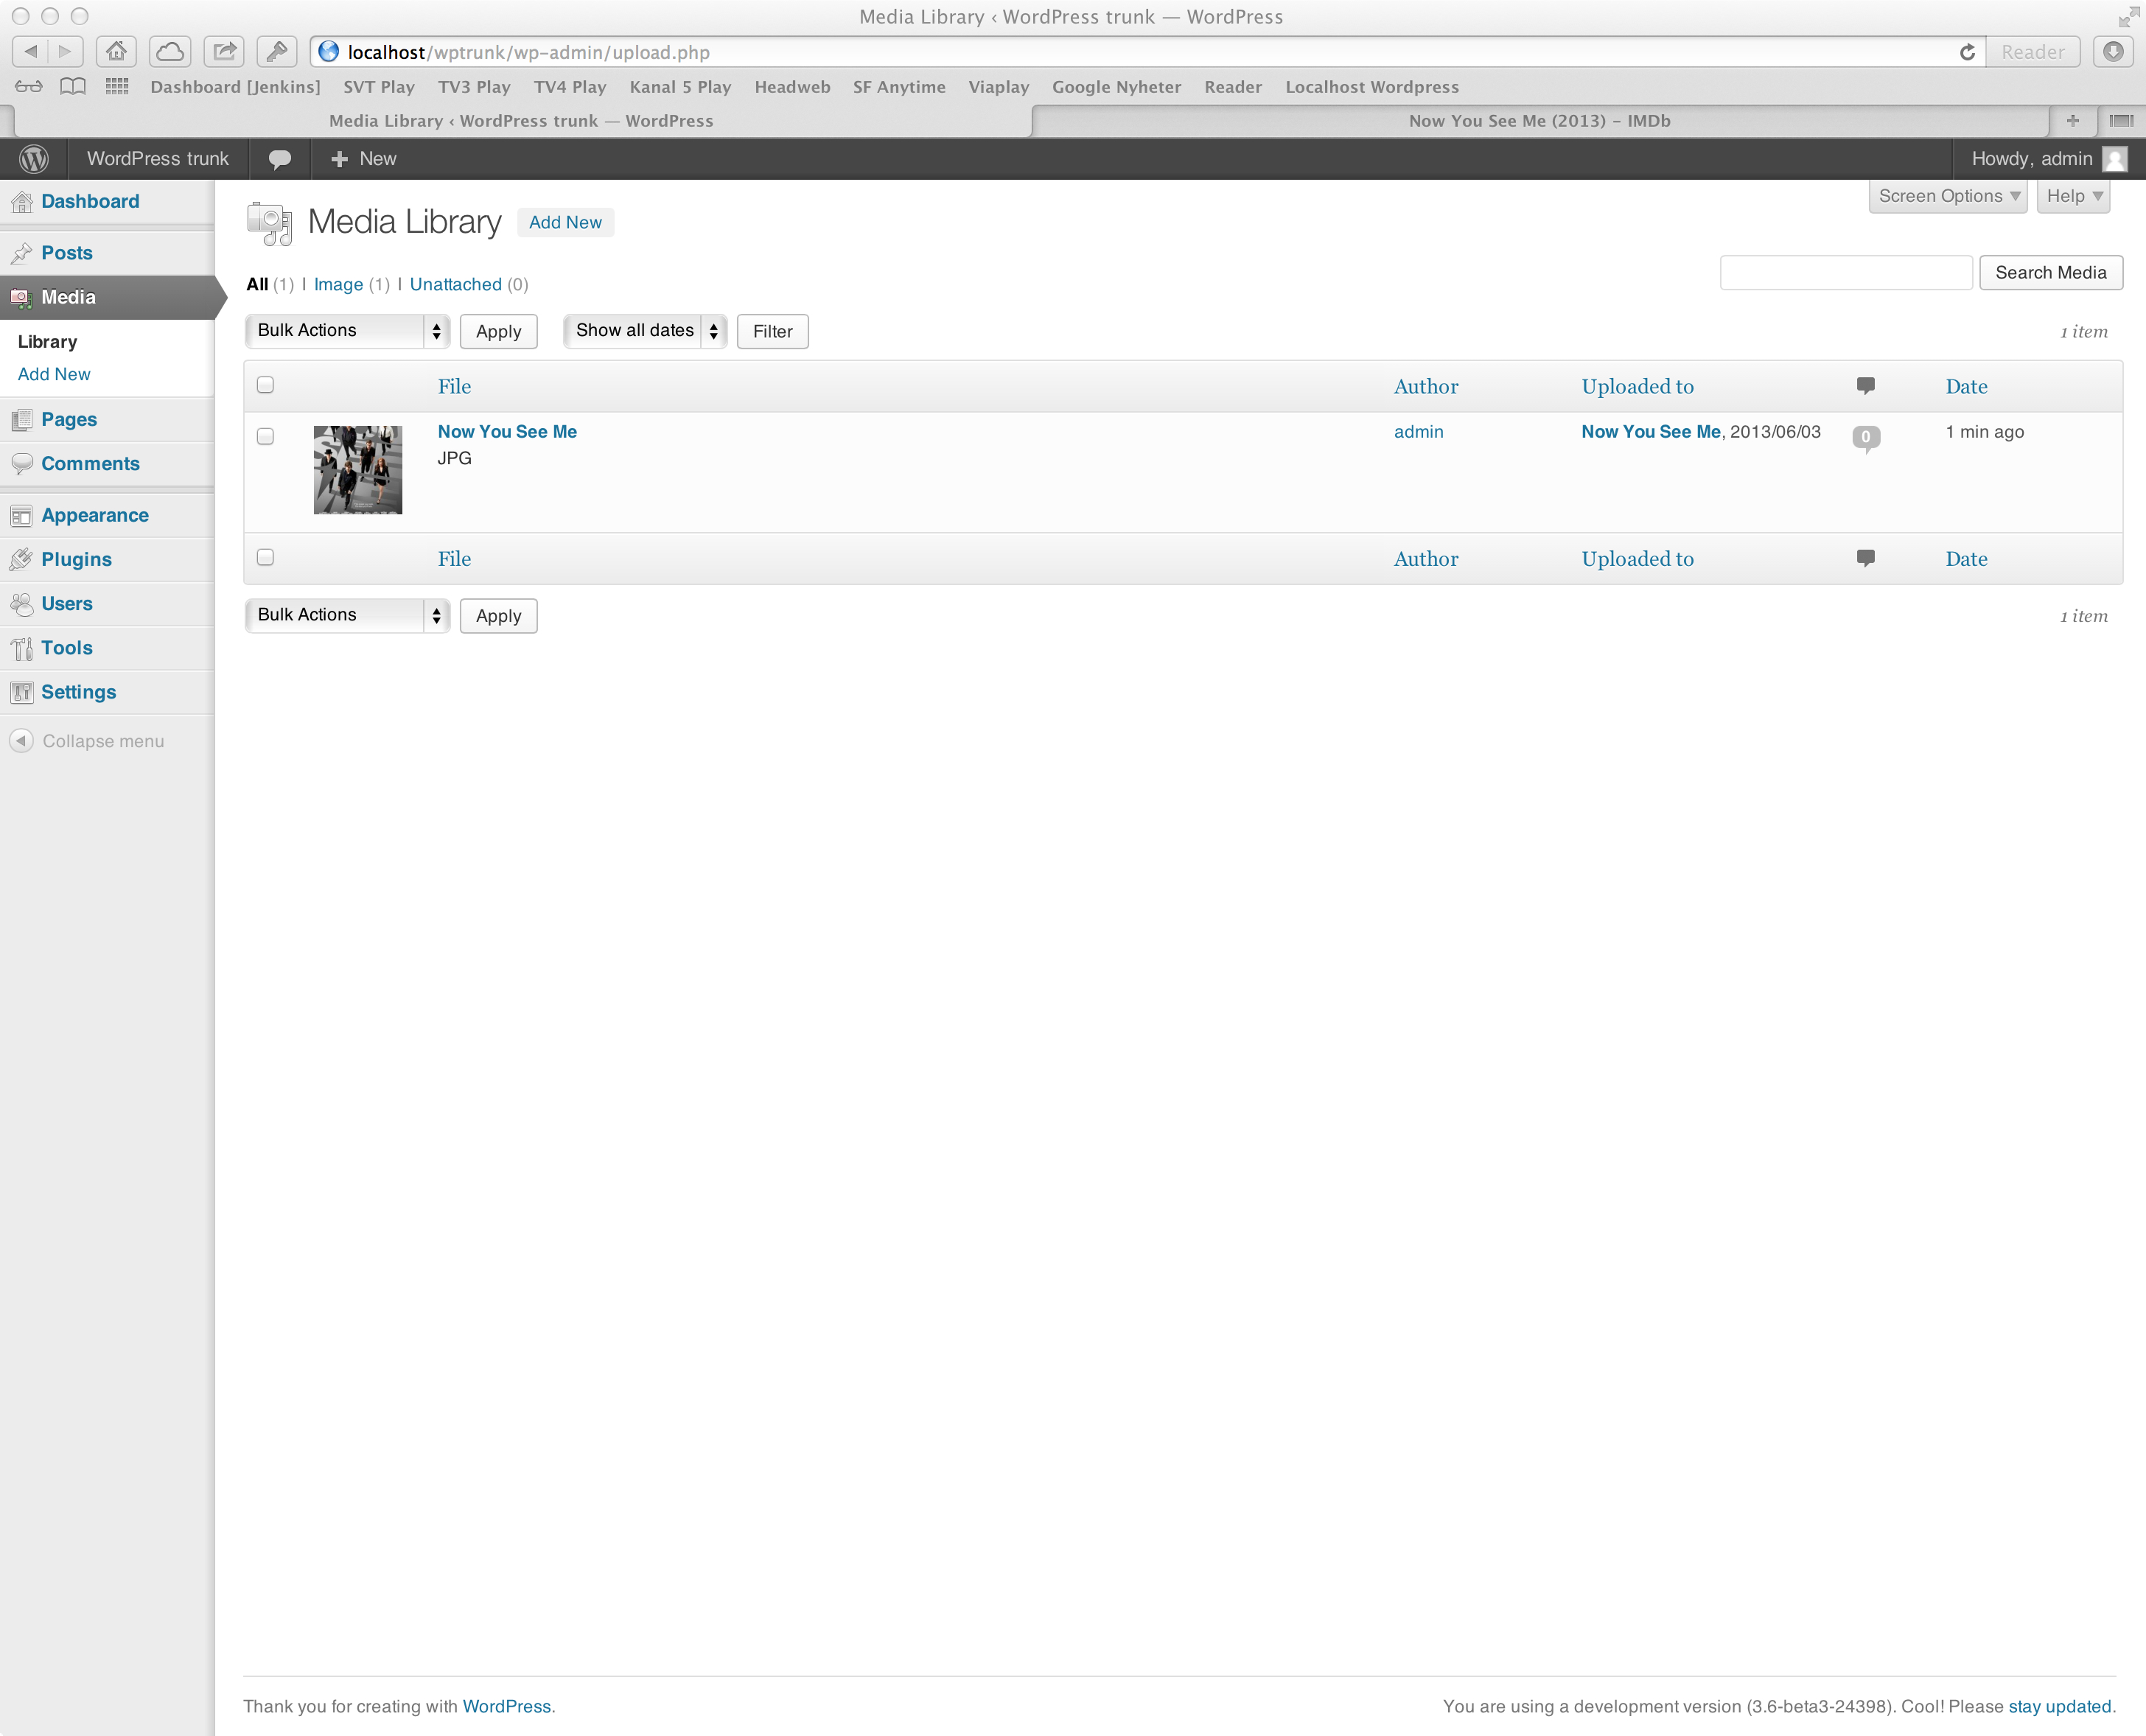 Media Library ‹ WordPress trunk — WordPress
localhost/wptrunk/wp-admin/upload.php
Reader
Dashboard [Jenkins] SVT Play TV3 Play TV4 Play Kanal 5 Play Headweb SF Anytime Viaplay Google Nyheter Reader Localhost Wordpress
Media Library ‹ WordPress trunk — WordPress
Now You See Me (2013) – IMDb
WordPress trunk
New
Howdy, admin
Dashboard
Posts
Media
Library
Add New
Pages
Comments
Appearance
Plugins
Users
Tools
Settings
Collapse menu
Screen Options
Help
Media Library
Add New
All (1) | Image (1) | Unattached (0)
Search Media
Bulk Actions
Apply
Show all dates
Filter
1 item
File Author Uploaded to Date
Now You See Me admin Now You See Me, 2013/06/03 0 1 min ago
JPG
File Author Uploaded to Date
Bulk Actions
Apply
1 item
Thank you for creating with WordPress.
You are using a development version (3.6-beta3-24398). Cool! Please stay updated.